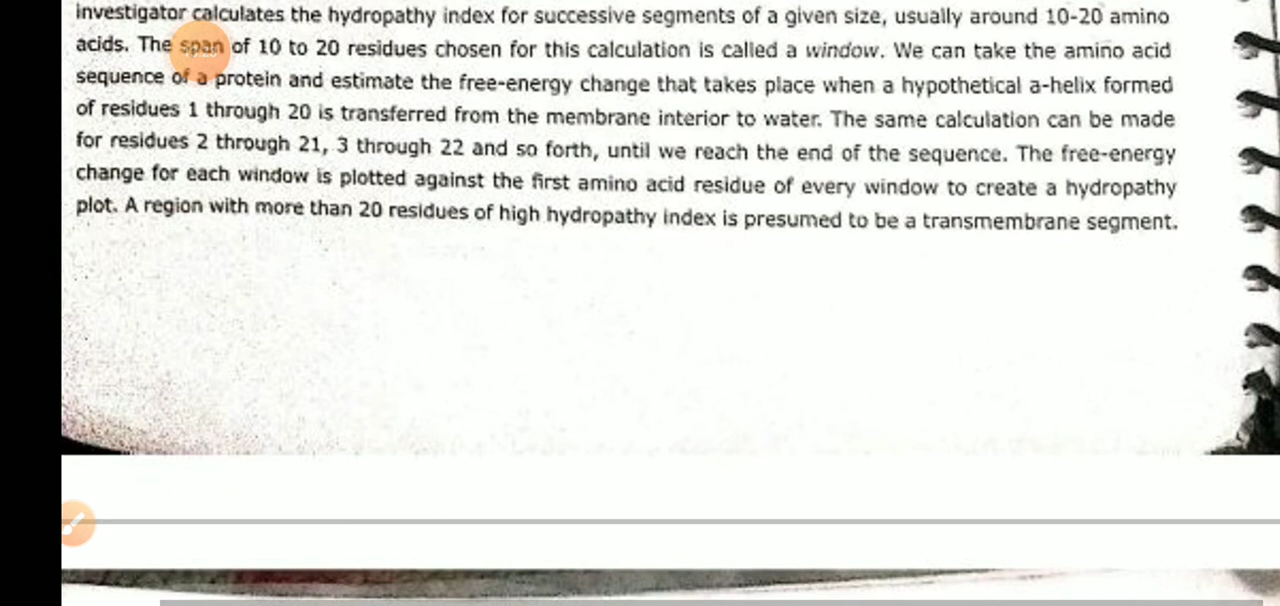 investigator calculates the hydropathy index for successive segments of a given size, usually around 10-20 amino
acids. The span of 10 to 20 residues chosen for this calculation is called a window. We can take the amino acid
sequence of a protein and estimate the free-energy change that takes place when a hypothetical a-helix formed
of residues 1 through 20 is transferred from the membrane interior to water. The same calculation can be made
for residues 2 through 21, 3 through 22 and so forth, until we reach the end of the sequence. The free-energy
change for each window is plotted against the first amino acid residue of every window to create a hydropathy
plot. A region with more than 20 residues of high hydropathy index is presumed to be a transmembrane segment.